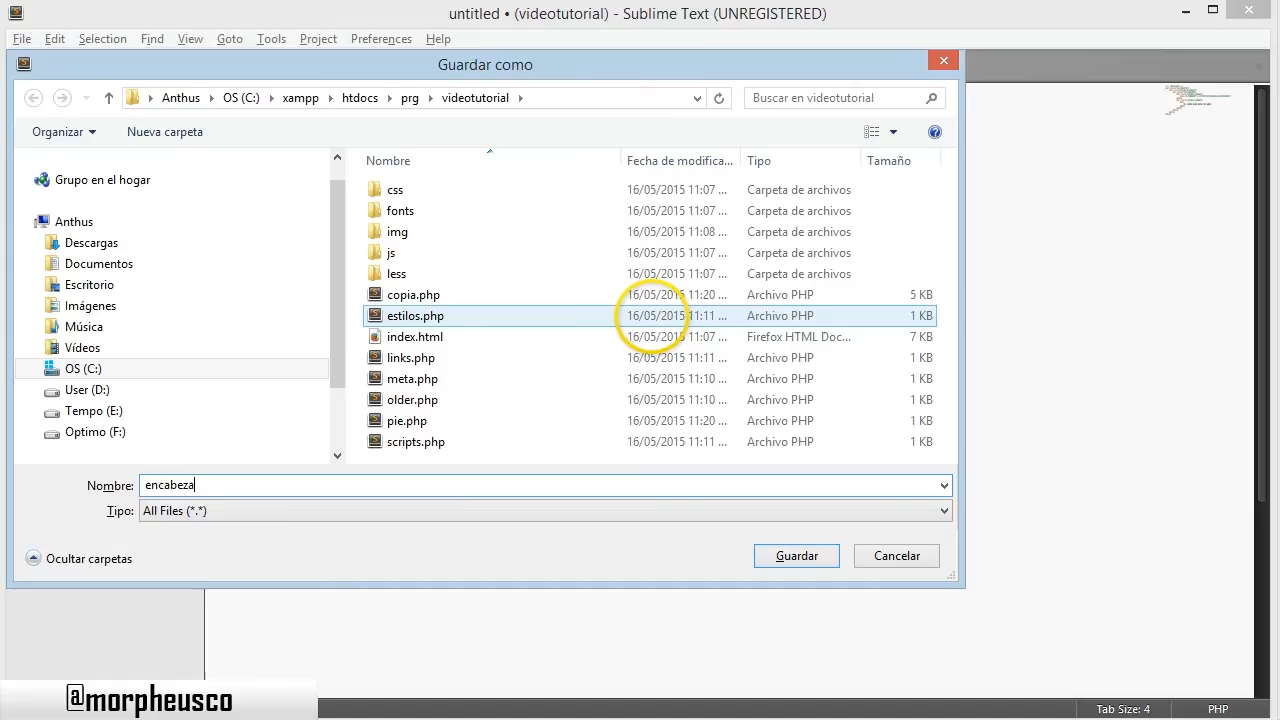 untitled • (videotutorial) - Sublime Text (UNREGISTERED)
File Edit Selection Find View Goto Tools Project Preferences Help
Guardar como
Anthus OS (C:) xampp htdocs prg videotutorial
Buscar en videotutorial
Organizar Nueva carpeta
Nombre Fecha de modifica... Tipo Tamaño
Grupo en el hogar
Anthus
Descargas
Documentos
Escritorio
Imágenes
Música
Vídeos
OS (C:)
User (D:)
Tempo (E:)
Optimo (F:)
css 16/05/2015 11:07 ... Carpeta de archivos
fonts 16/05/2015 11:07 ... Carpeta de archivos
img 16/05/2015 11:08 ... Carpeta de archivos
js 16/05/2015 11:07 ... Carpeta de archivos
less 16/05/2015 11:07 ... Carpeta de archivos
copia.php 16/05/2015 11:20 ... Archivo PHP 5 KB
estilos.php 16/05/2015 11:11 ... Archivo PHP 1 KB
index.html 16/05/2015 11:07 ... Firefox HTML Doc... 7 KB
links.php 16/05/2015 11:11 ... Archivo PHP 1 KB
meta.php 16/05/2015 11:10 ... Archivo PHP 1 KB
older.php 16/05/2015 11:10 ... Archivo PHP 1 KB
pie.php 16/05/2015 11:20 ... Archivo PHP 1 KB
scripts.php 16/05/2015 11:11 ... Archivo PHP 1 KB
Nombre: encabeza
Tipo: All Files (*.*)
Ocultar carpetas
Guardar Cancelar
@morpheusco
Tab Size: 4 PHP